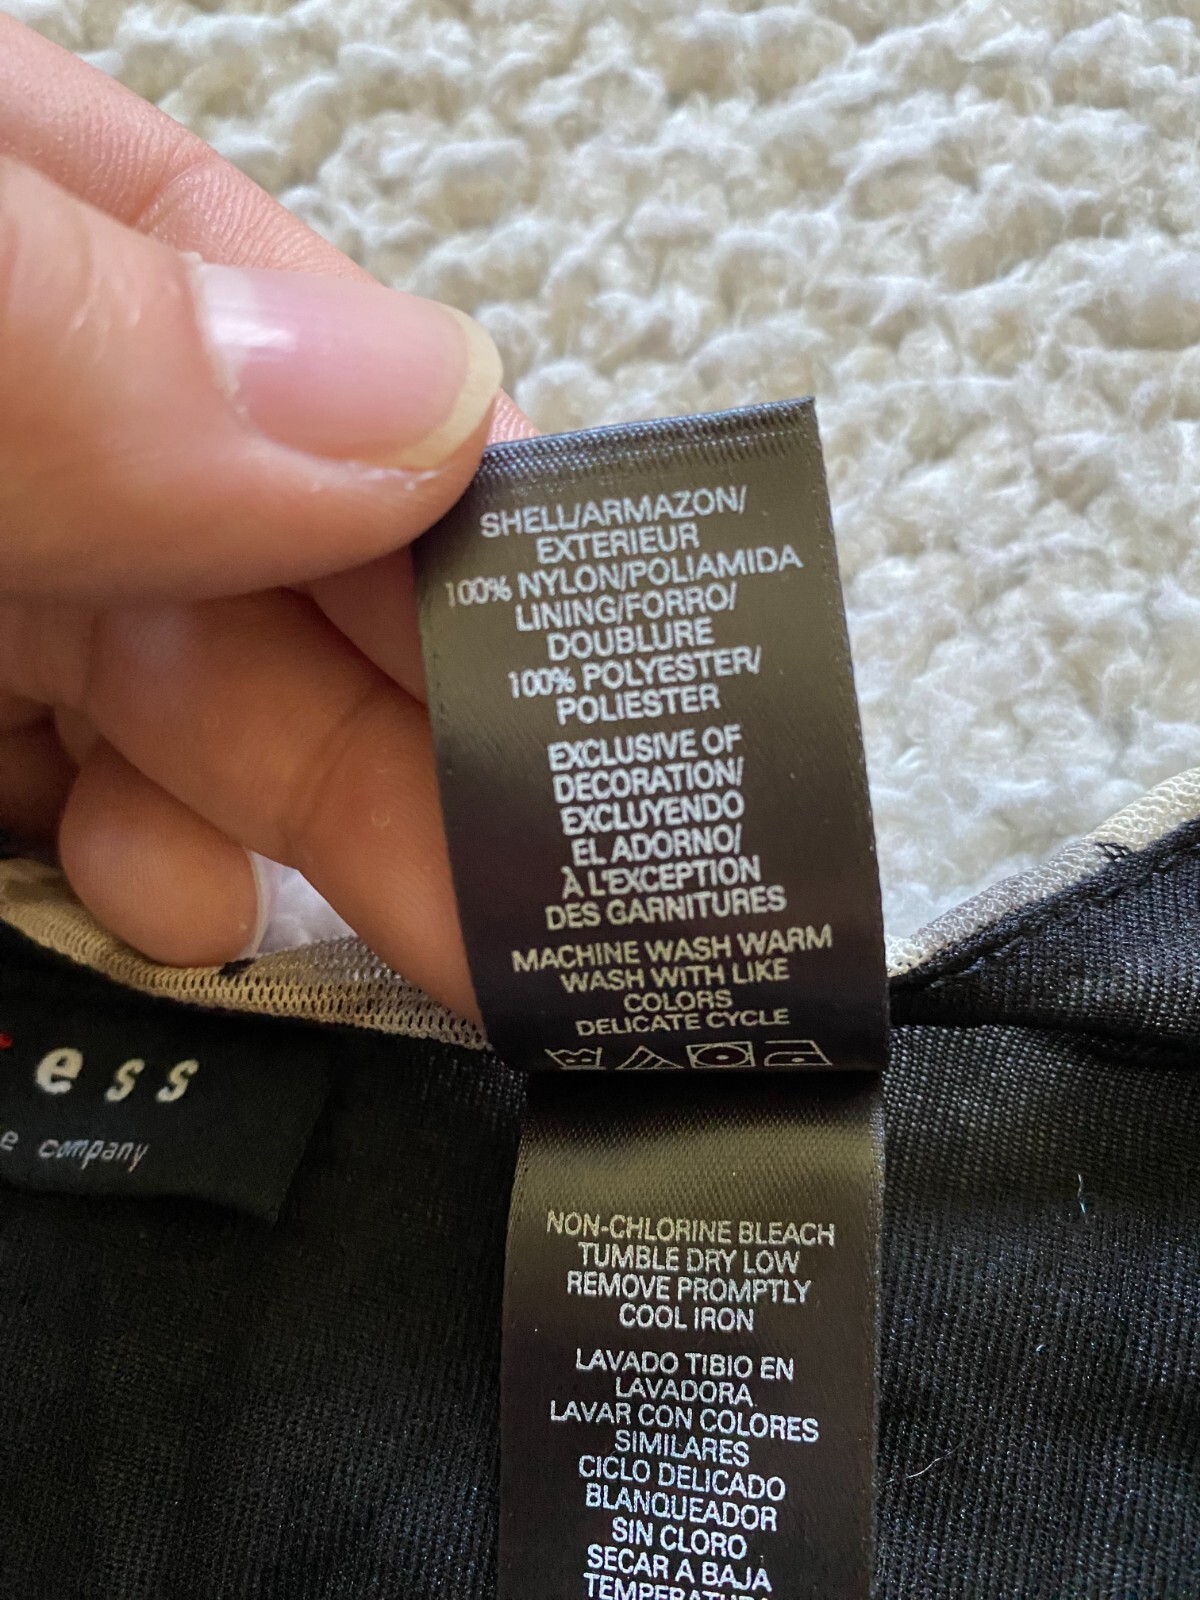 SHELL/ARMAZON/
EXTERIEUR
100% NYLON/POLIAMIDA
LINING/FORRO/
DOUBLURE
100% POLYESTER/
POLIESTER
EXCLUSIVE OF
DECORATION/
EXCLUYENDO
EL ADORNO/
À L'EXCEPTION
DES GARNITURES
MACHINE WASH WARM
WASH WITH LIKE
COLORS
DELICATE CYCLE
ess
e company
NON-CHLORINE BLEACH
TUMBLE DRY LOW
REMOVE PROMPTLY
COOL IRON
LAVADO TIBIO EN
LAVADORA
LAVAR CON COLORES
SIMILARES
CICLO DELICADO
BLANQUEADOR
SIN CLORO
SECAR A BAJA
TEMPERATURA